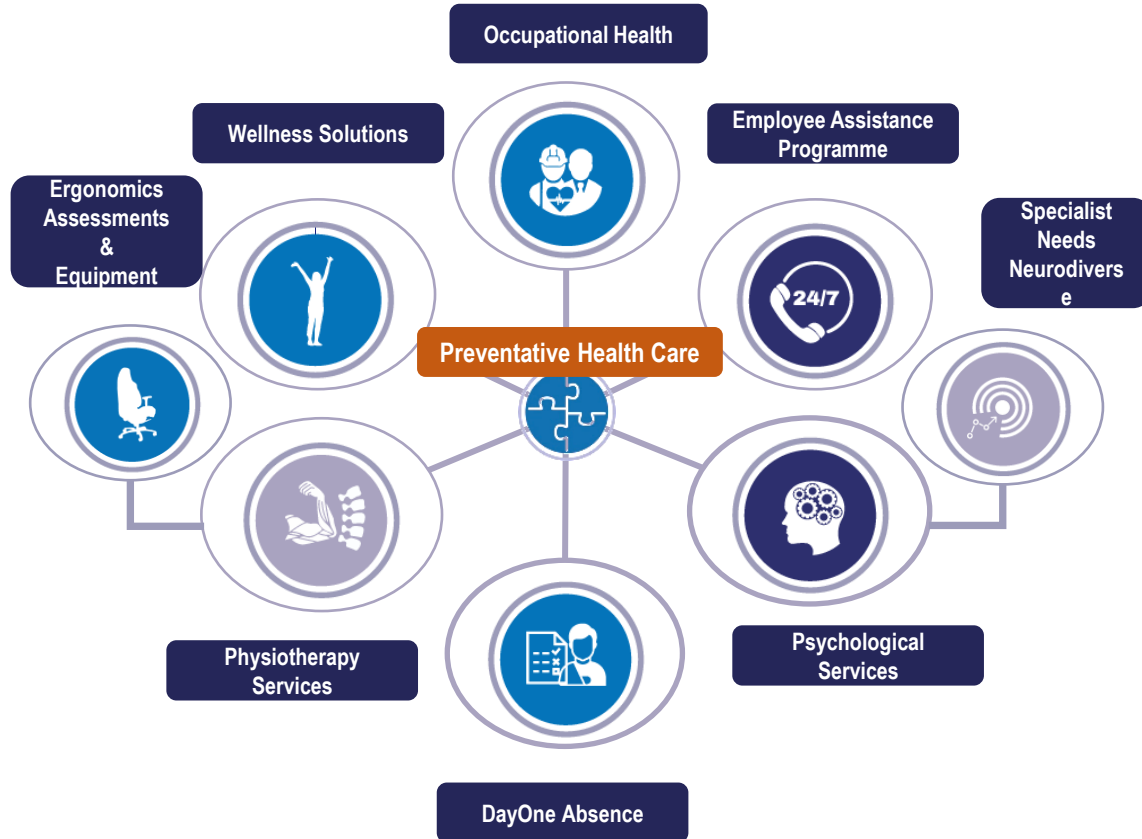 Occupational Health
Wellness Solutions
Employee Assistance
Programme
Ergonomics
Assessments
&
Equipment
Specialist
Needs
Neurodivers
e
24/7
Preventative Health Care
Physiotherapy
Services
Psychological
Services
DayOne Absence